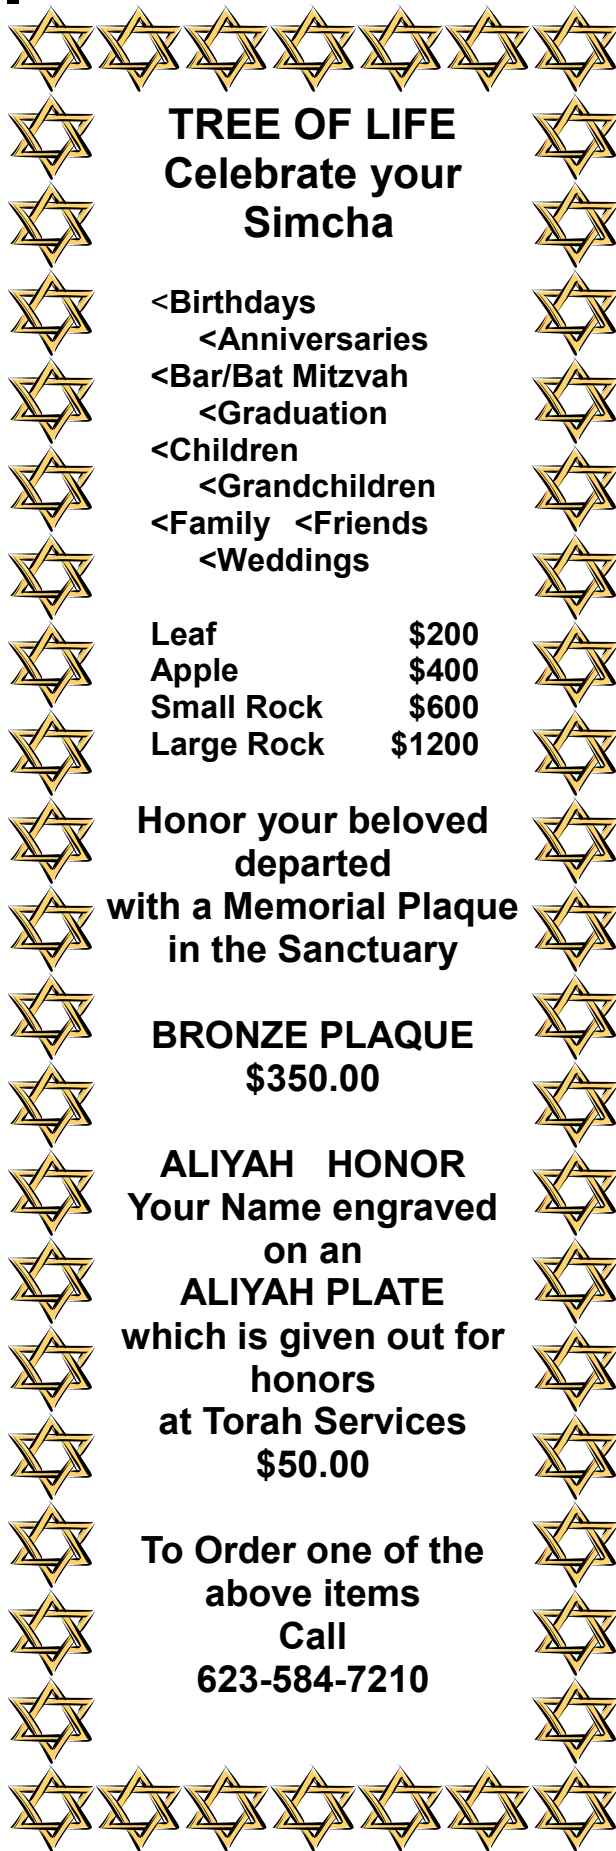 TREE OF LIFE
Celebrate your
Simcha
<Birthdays
<Anniversaries
<Bar/Bat Mitzvah
<Graduation
<Children
<Grandchildren
<Family <Friends
<Weddings
Leaf $200
Apple $400
Small Rock $600
Large Rock $1200
Honor your beloved
departed
with a Memorial Plaque
in the Sanctuary
BRONZE PLAQUE
$350.00
ALIYAH HONOR
Your Name engraved
on an
ALIYAH PLATE
which is given out for
honors
at Torah Services
$50.00
To Order one of the
above items
Call
623-584-7210